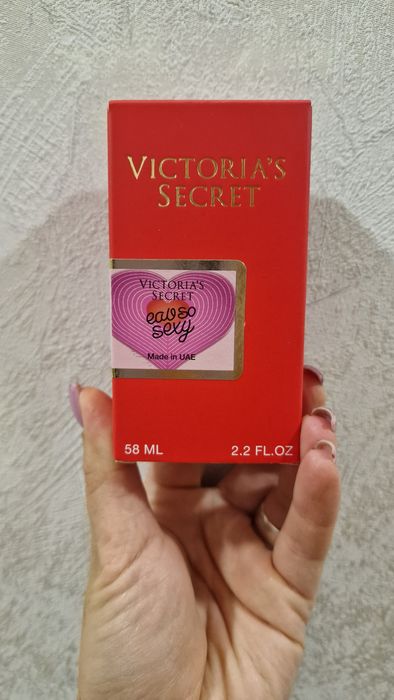 VICTORIA'S
SECRET
VICTORIA'S
SECRET
eau so
sexy
Made in UAE
58 ML 2.2 FL.OZ